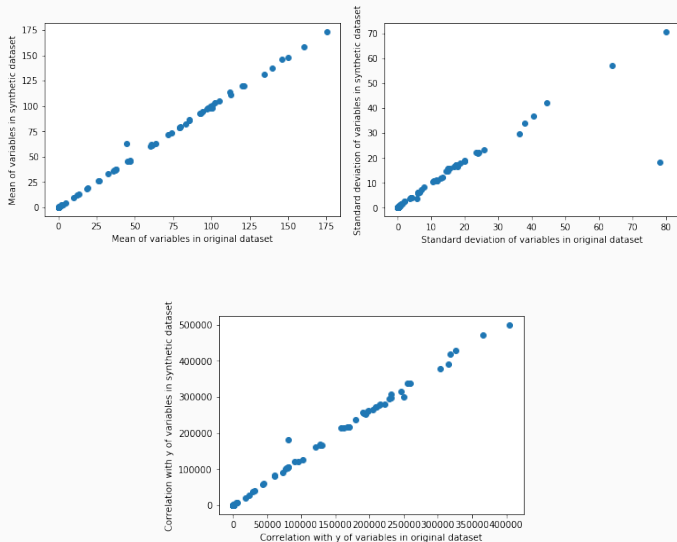 Mean of variables in synthetic dataset
175
150
125
100
75
50
25
0
0 25 50 75 100 125 150 175
Mean of variables in original dataset
Standard deviation of variables in synthetic dataset
70
60
50
40
30
20
10
0
0 10 20 30 40 50 60 70 80
Standard deviation of variables in original dataset
Correlation with y of variables in synthetic dataset
500000
400000
300000
200000
100000
0
0 50000 100000 150000 200000 250000 300000 350000 400000
Correlation with y of variables in original dataset